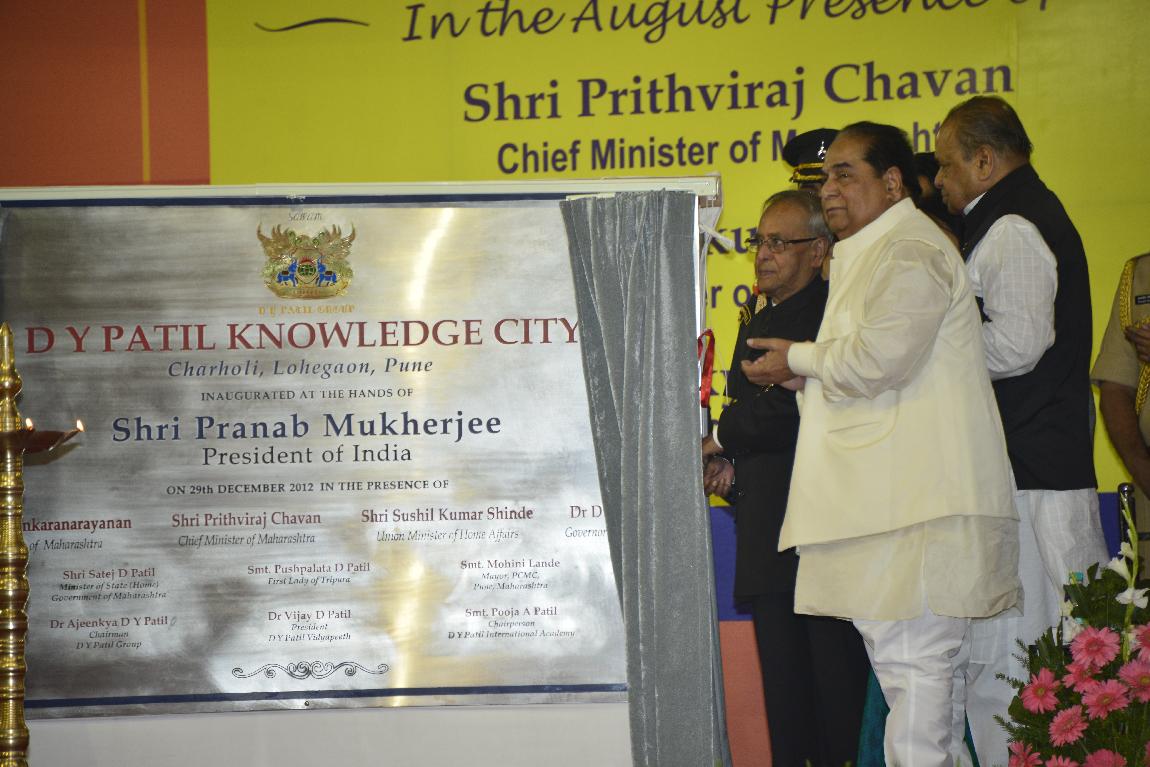 In the August Presence of
Shri Prithviraj Chavan
Chief Minister of M
Satyam
D Y PATIL GROUP
D Y PATIL KNOWLEDGE CITY
Charholi, Lohegaon, Pune
INAUGURATED AT THE HANDS OF
Shri Pranab Mukherjee
President of India
ON 29th DECEMBER 2012 IN THE PRESENCE OF
nkaranarayanan Shri Prithviraj Chavan Shri Sushil Kumar Shinde Dr D
of Maharashtra Chief Minister of Maharashtra Union Minister of Home Affairs Governor
Shri Satej D Patil Smt. Pushpalata D Patil Smt. Mohini Lande
Minister of State (Home) First Lady of Tripura Mayor, PCMC,
Government of Maharashtra Pune, Maharashtra
Dr Ajeenkya D Y Patil Dr Vijay D Patil Smt. Pooja A Patil
Chairman President Chairperson
D Y Patil Group D Y Patil Vidyapeeth D Y Patil International Academy